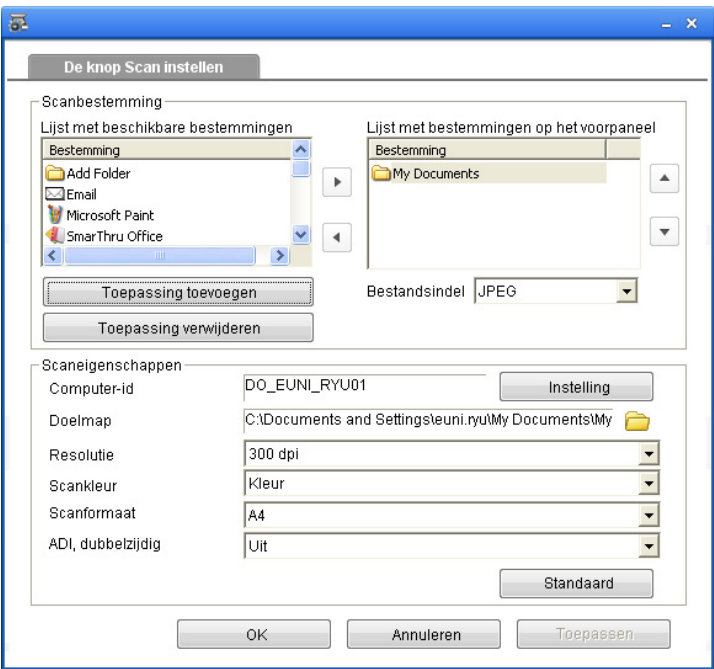 De knop Scan instellen
Scanbestemming
Lijst met beschikbare bestemmingen
Bestemming
Add Folder
Email
Microsoft Paint
SmarThru Office
Toepassing toevoegen
Toepassing verwijderen
Lijst met bestemmingen op het voorpaneel
Bestemming
My Documents
Bestandsindel JPEG
Scaneigenschappen
Computer-id DO_EUNI_RYU01 Instelling
Doelmap C:\Documents and Settings\euni.ryu\My Documents\My
Resolutie 300 dpi
Scankleur Kleur
Scanformaat A4
ADI, dubbelzijdig Uit
Standaard
OK Annuleren Toepassen